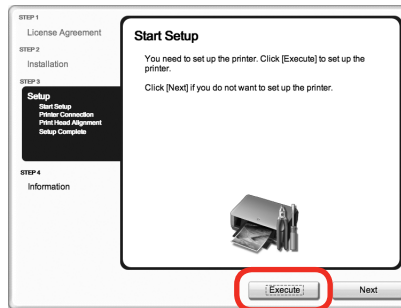 STEP 1
License Agreement
STEP 2
Installation
STEP 3
Setup
Start Setup
Printer Connection
Print Head Alignment
Setup Complete
STEP 4
Information
Start Setup
You need to set up the printer. Click [Execute] to set up the
printer.
Click [Next] if you do not want to set up the printer.
Execute
Next